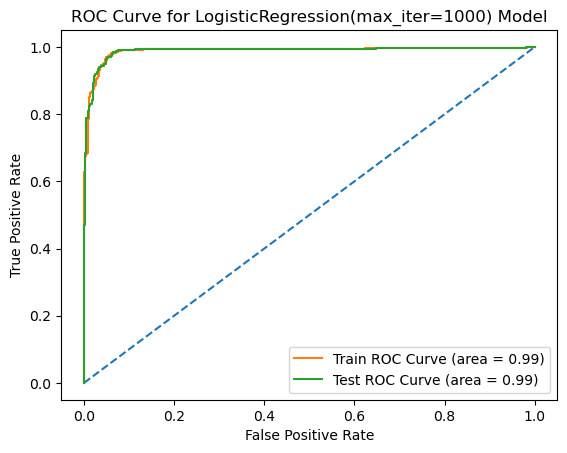 ROC Curve for LogisticRegression(max_iter=1000) Model
True Positive Rate
1.0
0.8
0.6
0.4
0.2
0.0
Train ROC Curve (area = 0.99)
Test ROC Curve (area = 0.99)
0.0 0.2 0.4 0.6 0.8 1.0
False Positive Rate